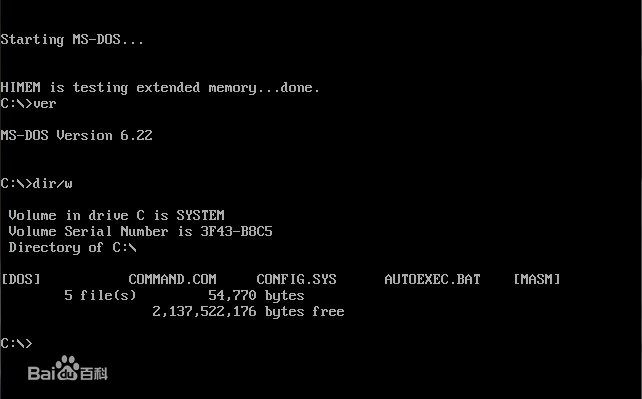 Starting MS-DOS...
HIMEM is testing extended memory...done.
C:\>ver
MS-DOS Version 6.22
C:\>dir/w
Volume in drive C is SYSTEM
Volume Serial Number is 3F43-B8C5
Directory of C:\
[DOS] COMMAND.COM CONFIG.SYS AUTOEXEC.BAT [MASM]
5 file(s) 54,770 bytes
2,137,522,176 bytes free
C:\>
Baidu百科